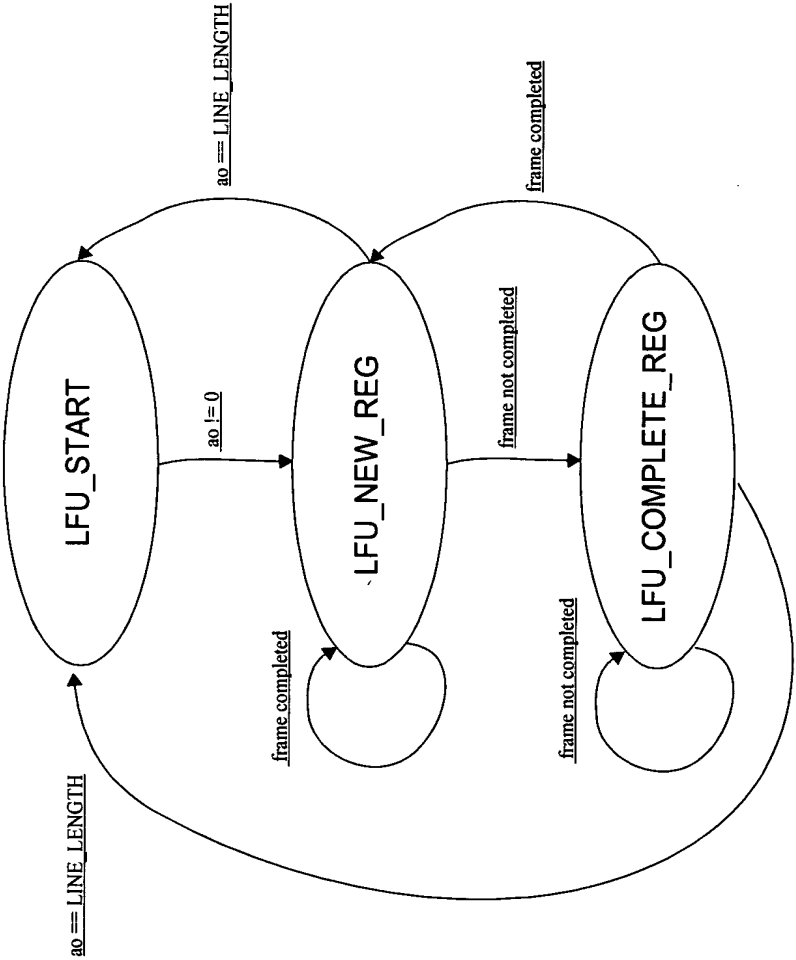 ao == LINE_LENGTH
LFU_START
ao != 0
ao == LINE_LENGTH
frame completed
LFU_NEW_REG
frame not completed
frame completed
frame not completed
LFU_COMPLETE_REG